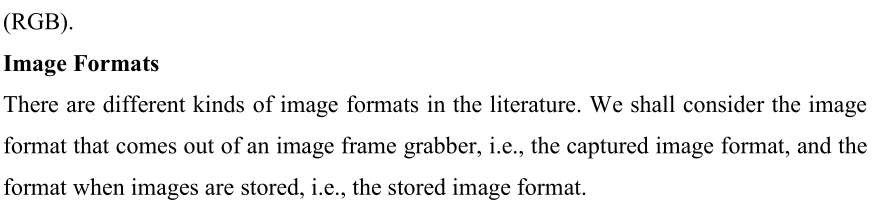 (RGB).
Image Formats
There are different kinds of image formats in the literature. We shall consider the image
format that comes out of an image frame grabber, i.e., the captured image format, and the
format when images are stored, i.e., the stored image format.